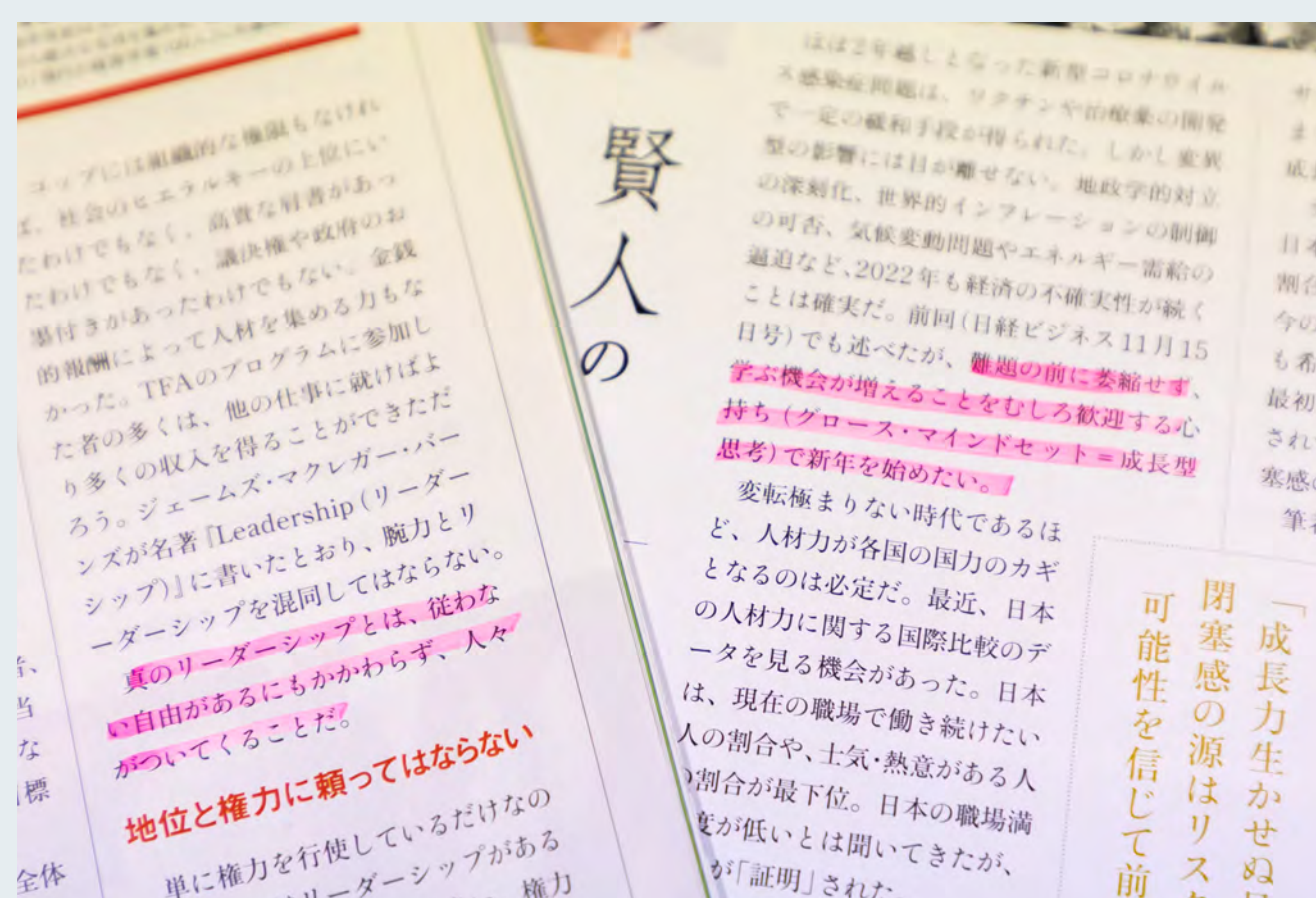 コップには組織的な権限もなけれ
ば、社会のヒエラルキーの上位にい
たわけでもなく、高貴な肩書があっ
たわけでもなく、議決権や政府のお
墨付きがあったわけでもない。金銭
的報酬によって人材を集める力もな
かった。TFAのプログラムに参加し
た者の多くは、他の仕事に就けばよ
り多くの収入を得ることができただ
ろう。ジェームズ・マクレガー・バー
ンズが名著『Leadership(リーダー
シップ)』に書いたとおり、腕力とリ
ーダーシップを混同してはならない。
真のリーダーシップとは、従わな
い自由があるにもかかわらず、人々
がついてくることだ。
地位と権力に頼ってはならない
単に権力を行使しているだけなの
リーダーシップがある
権力
者、
当
な
標
全体
賢人の
ほぼ2年越しとなった新型コロナウイル
ス感染症問題は、ワクチンや治療薬の開発
で一定の緩和手段が得られた。しかし変異
型の影響には目が離せない。地政学的対立
の深刻化、世界的インフレーションの制御
の可否、気候変動問題やエネルギー需給の
逼迫など、2022年も経済の不確実性が続く
ことは確実だ。前回(日経ビジネス11月15
日号)でも述べたが、難題の前に萎縮せず、
学ぶ機会が増えることをむしろ歓迎する心
持ち(グロース・マインドセット=成長型
思考)で新年を始めたい。
変転極まりない時代であるほ
ど、人材力が各国の国力のカギ
となるのは必定だ。最近、日本
の人材力に関する国際比較のデ
ータを見る機会があった。日本
は、現在の職場で働き続けたい
人の割合や、士気・熱意がある人
の割合が最下位。日本の職場満
度が低いとは聞いてきたが、
が「証明」された
「成長力生かせぬ
閉塞感の源はリス
可能性を信じて前
日本
割合
今の
も希
最初
され
塞感の
筆